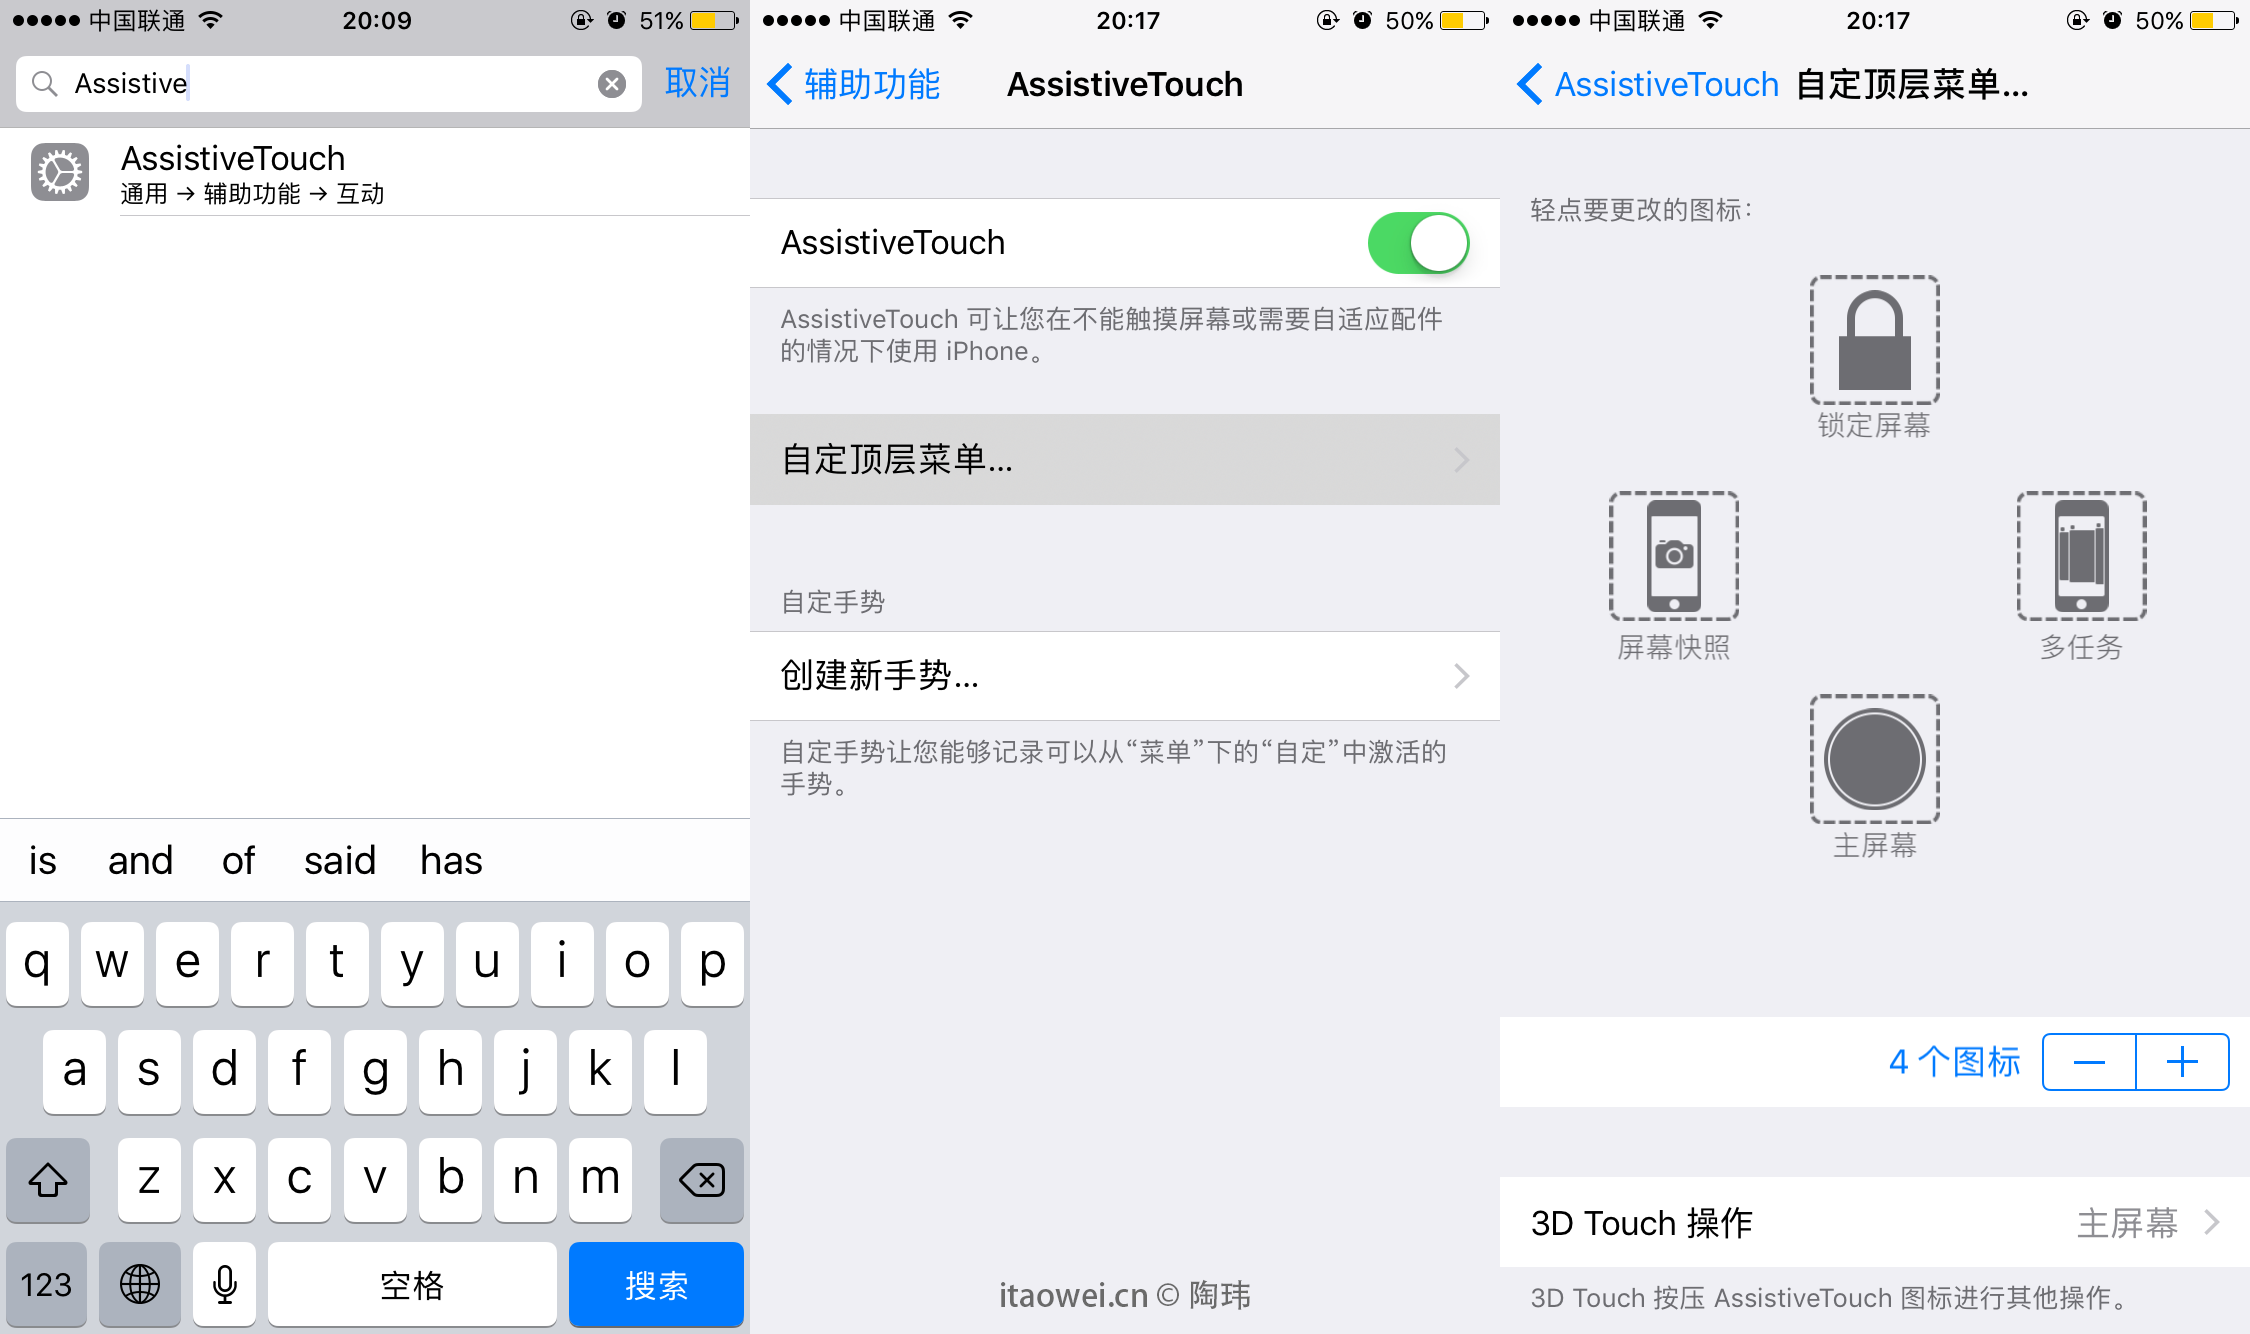 中国联通 20:09 51%
Assistive 取消
AssistiveTouch
通用 → 辅助功能 → 互动
is and of said has
q w e r t y u i o p
a s d f g h j k l
z x c v b n m
123 空格 搜索
中国联通 20:17 50%
辅助功能 AssistiveTouch
AssistiveTouch
AssistiveTouch 可让您在不能触摸屏幕或需要自适应配件
的情况下使用 iPhone。
自定顶层菜单...
自定手势
创建新手势...
自定手势让您能够记录可以从“菜单”下的“自定”中激活的
手势。
itaowei.cn © 陶玮
中国联通 20:17 50%
AssistiveTouch 自定顶层菜单...
轻点要更改的图标：
锁定屏幕
屏幕快照 多任务
主屏幕
4 个图标 — +
3D Touch 操作 主屏幕
3D Touch 按压 AssistiveTouch 图标进行其他操作。